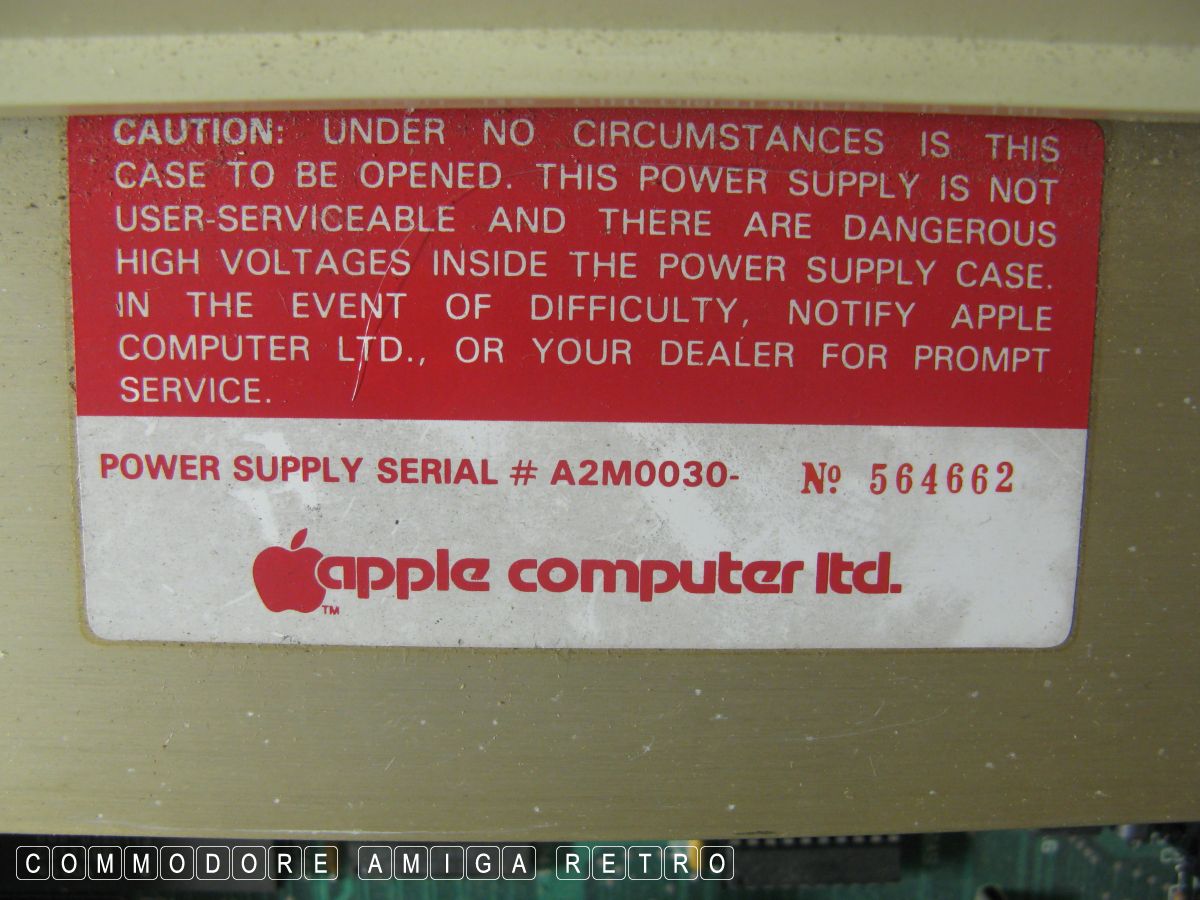 CAUTION: UNDER NO CIRCUMSTANCES IS THIS
CASE TO BE OPENED. THIS POWER SUPPLY IS NOT
USER-SERVICEABLE AND THERE ARE DANGEROUS
HIGH VOLTAGES INSIDE THE POWER SUPPLY CASE.
IN THE EVENT OF DIFFICULTY, NOTIFY APPLE
COMPUTER LTD., OR YOUR DEALER FOR PROMPT
SERVICE.
POWER SUPPLY SERIAL # A2M0030- Nº 564662
apple computer ltd.
TM
COMMODORE AMIGA RETRO